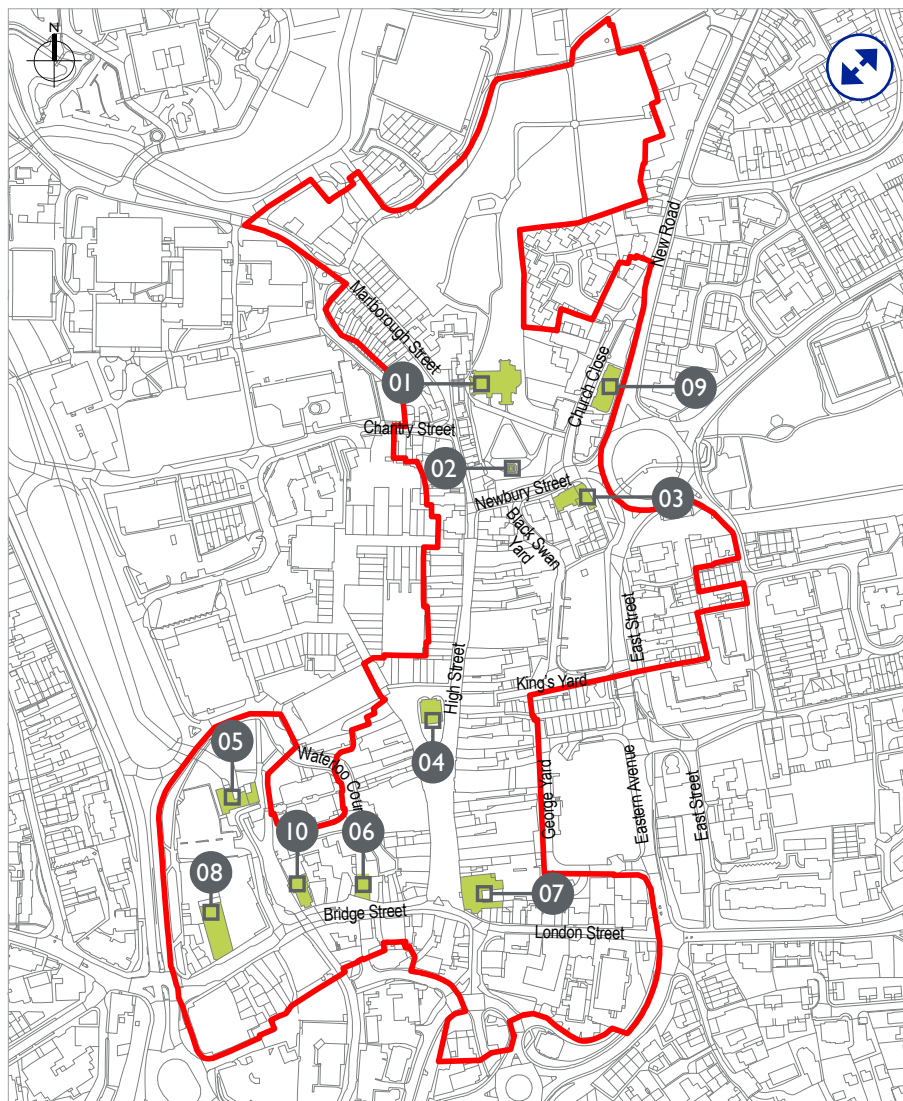 N
New Road
Marlborough Street
01
Church Close
09
Chantry Street
02
Newbury Street
03
Black Swan
Yard
East Street
High Street
King's Yard
04
05
Waterloo Cour
George Yard
Eastern Avenue
East Street
10
06
08
07
Bridge Street
London Street